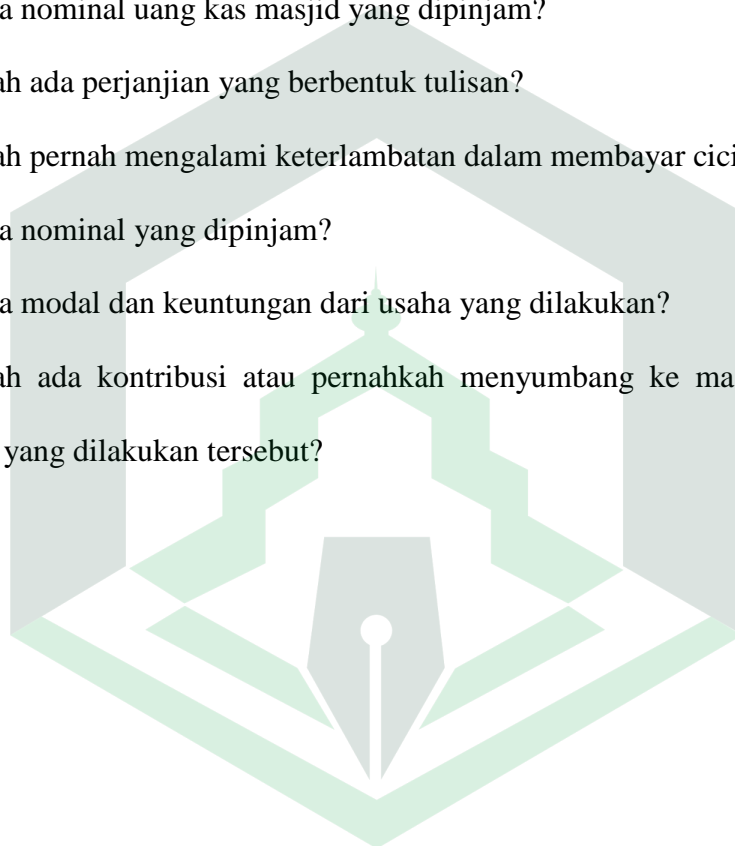 a nominal uang kas masjid yang dipinjam?
ah ada perjanjian yang berbentuk tulisan?
ah pernah mengalami keterlambatan dalam membayar cici
a nominal yang dipinjam?
a modal dan keuntungan dari usaha yang dilakukan?
ah ada kontribusi atau pernahkah menyumbang ke ma
yang dilakukan tersebut?